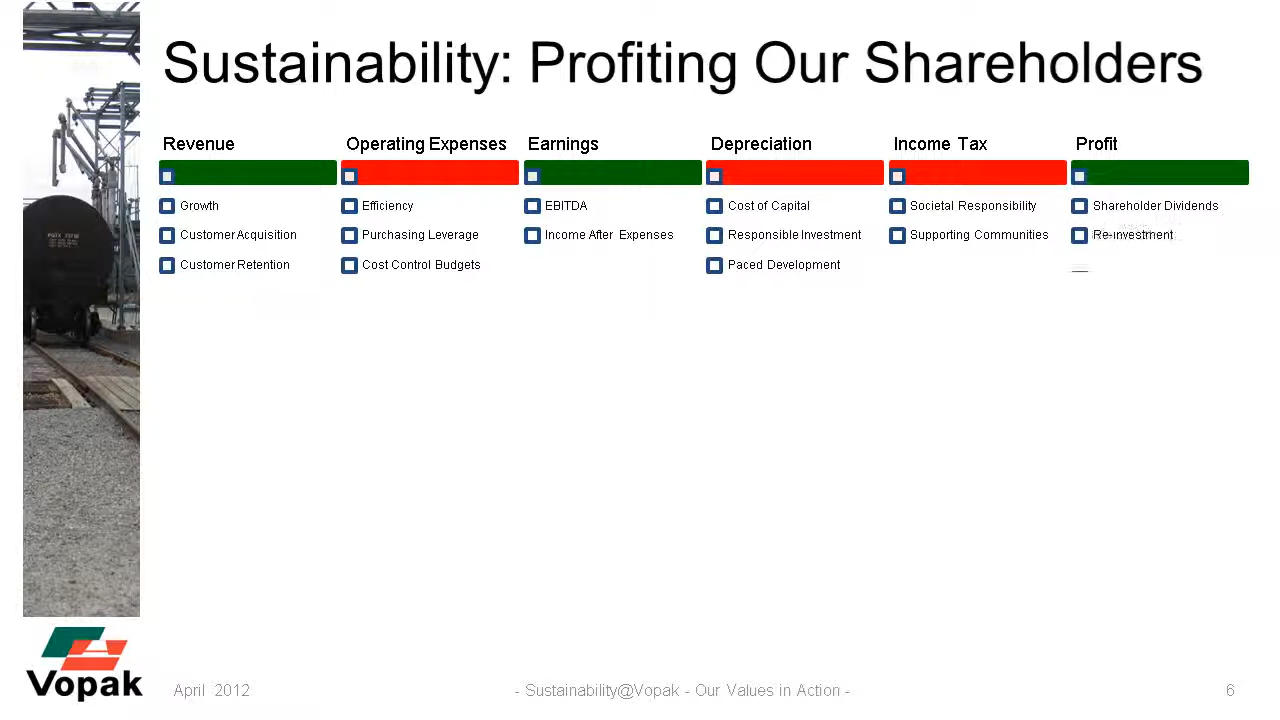 Sustainability: Profiting Our Shareholders
Revenue
Growth
Customer Acquisition
Customer Retention
Operating Expenses
Efficiency
Purchasing Leverage
Cost Control Budgets
Earnings
EBITDA
Income After Expenses
Depreciation
Cost of Capital
Responsible Investment
Paced Development
Income Tax
Societal Responsibility
Supporting Communities
Profit
Shareholder Dividends
Re-investment
Vopak
April 2012
- Sustainability@Vopak - Our Values in Action -
6